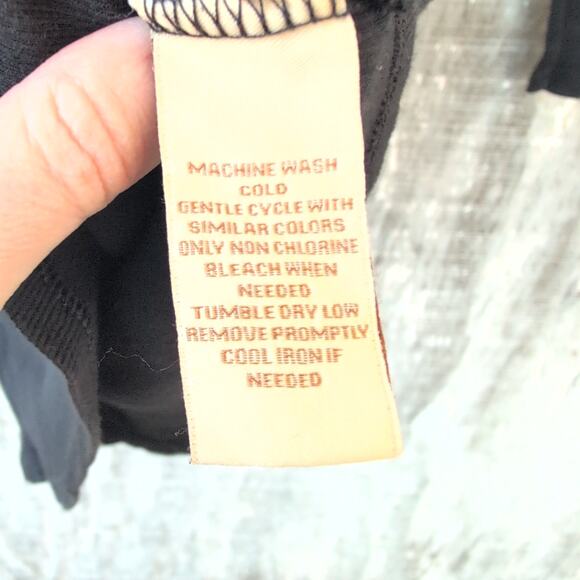 MACHINE WASH
COLD
GENTLE CYCLE WITH
SIMILAR COLORS
ONLY NON CHLORINE
BLEACH WHEN
NEEDED
TUMBLE DRY LOW
REMOVE PROMPTLY
COOL IRON IF
NEEDED